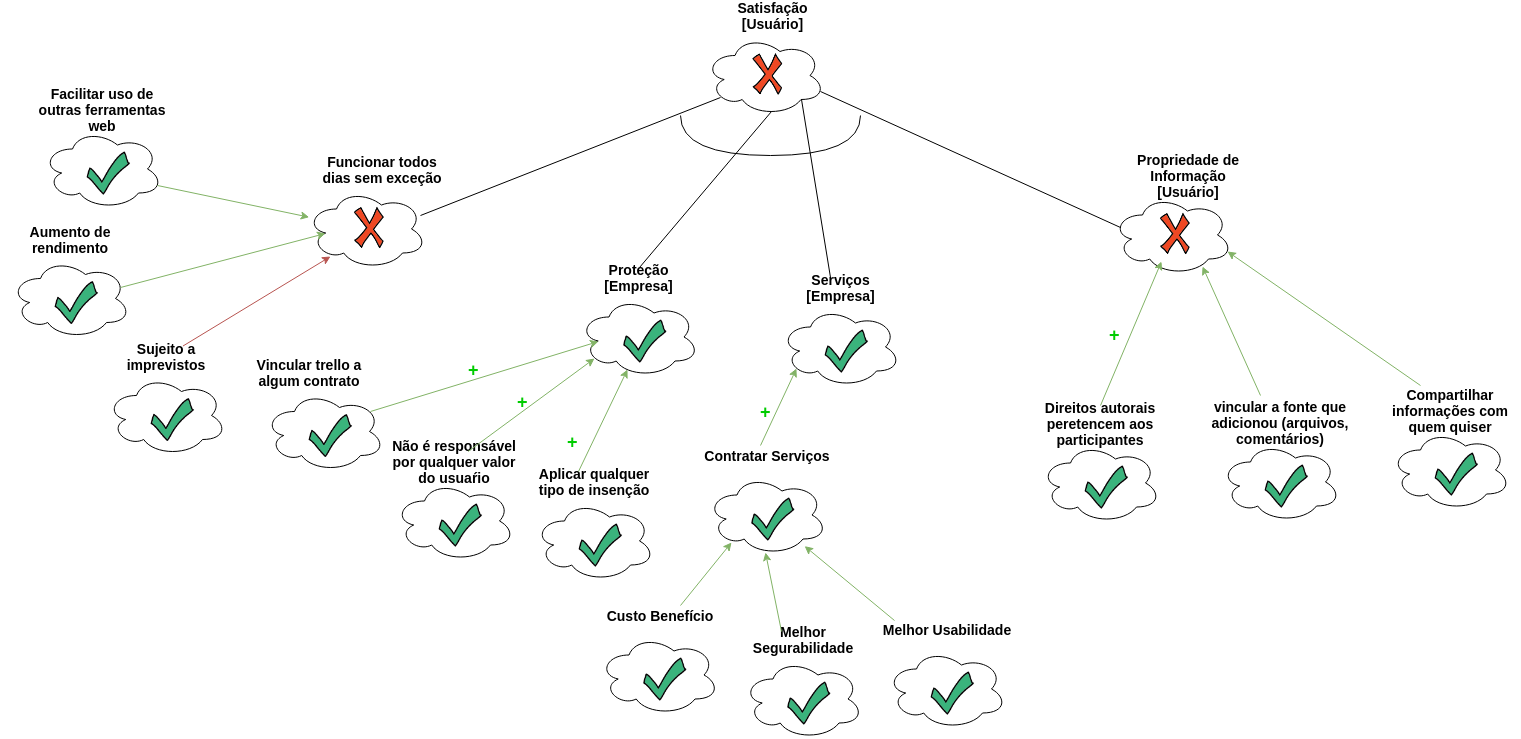 Satisfação
[Usuário]
Facilitar uso de
outras ferramentas
web
Funcionar todos
dias sem exceção
Propriedade de
Informação
[Usuário]
Aumento de
rendimento
Proteção
[Empresa]
Serviços
[Empresa]
Sujeito a
imprevistos
Vincular trello a
algum contrato
+
+
+
+
+
Não é responsável
por qualquer valor
do usuário
Aplicar qualquer
tipo de insenção
Contratar Serviços
Direitos autorais
peretencem aos
participantes
vincular a fonte que
adicionou (arquivos,
comentários)
Compartilhar
informações com
quem quiser
Custo Benefício
Melhor
Segurabilidade
Melhor Usabilidade